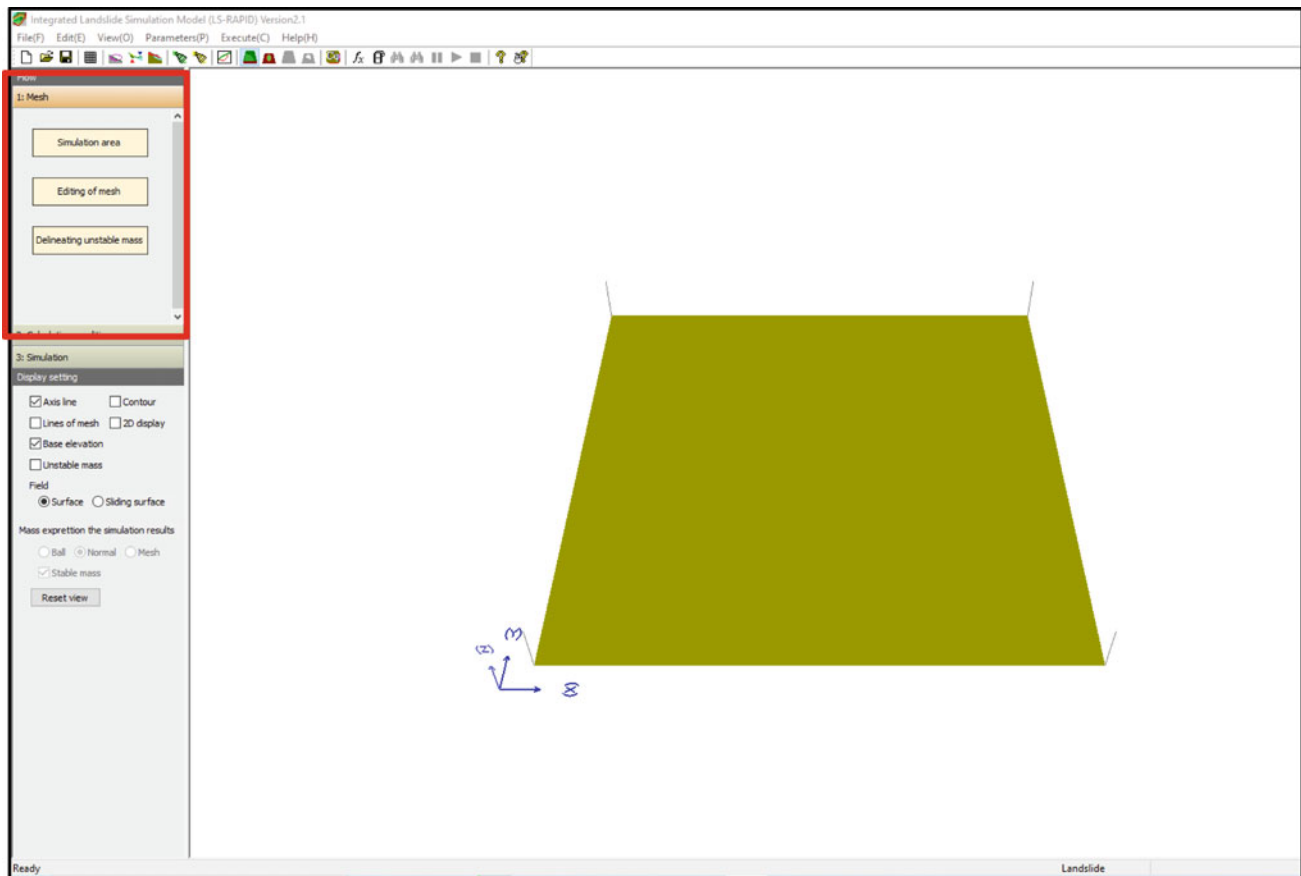 Integrated Landslide Simulation Model (LS-RAPID) Version2.1
File(F) Edit(E) View(O) Parameters(P) Execute(C) Help(H)
Flow
1: Mesh
Simulation area
Editing of mesh
Delineating unstable mass
3: Simulation
Display setting
Axis line Contour
Lines of mesh 2D display
Base elevation
Unstable mass
Field
Surface Sliding surface
Mass exprettion the simulation results
Ball Normal Mesh
Stable mass
Reset view
(Y)
(Z)
Ready Landslide